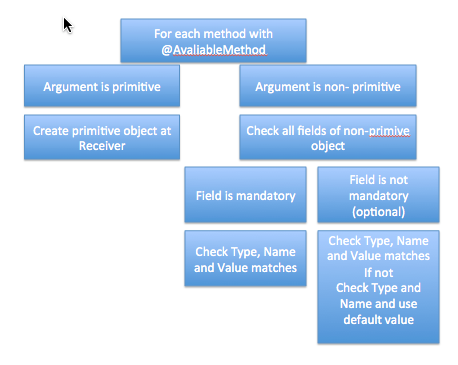 For each method with
@AvaliableMethod
Argument is primitive
Argument is non- primitive
Create primitive object at
Receiver
Check all fields of non-primive
object
Field is mandatory
Field is not
mandatory
(optional)
Check Type, Name
and Value matches
Check Type, Name
and Value matches
If not
Check Type and
Name and use
default value